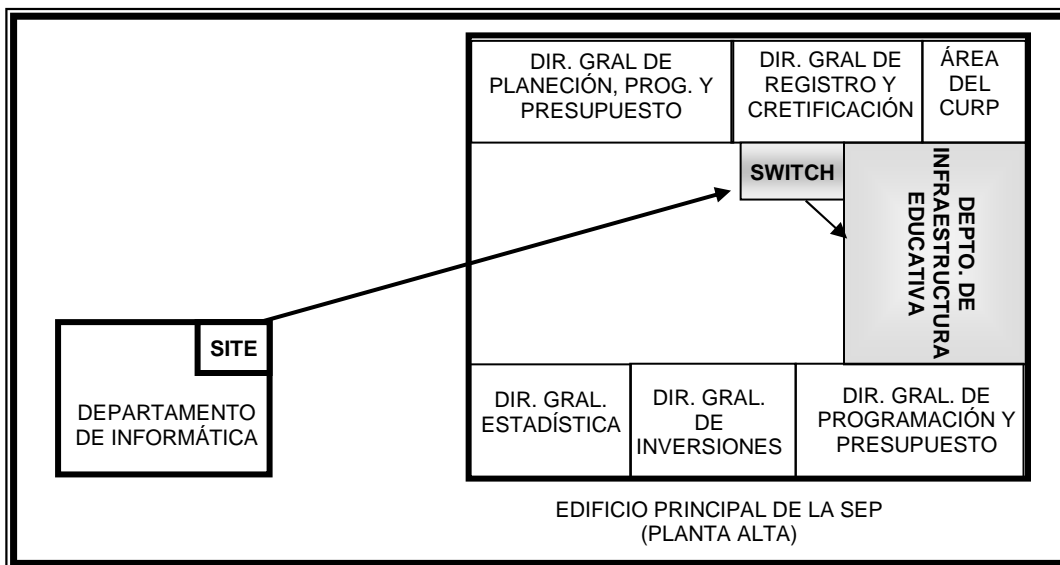 DIR. GRAL DE
PLANECIÓN, PROG. Y
PRESUPUESTO
DIR. GRAL DE
REGISTRO Y
CRETIFICACIÓN
ÁREA
DEL
CURP
SWITCH
DEPTO. DE
INFRAESTRUCTURA
EDUCATIVA
SITE
DEPARTAMENTO
DE INFORMÁTICA
DIR. GRAL.
ESTADÍSTICA
DIR. GRAL.
DE
INVERSIONES
DIR. GRAL. DE
PROGRAMACIÓN Y
PRESUPUESTO
EDIFICIO PRINCIPAL DE LA SEP
(PLANTA ALTA)